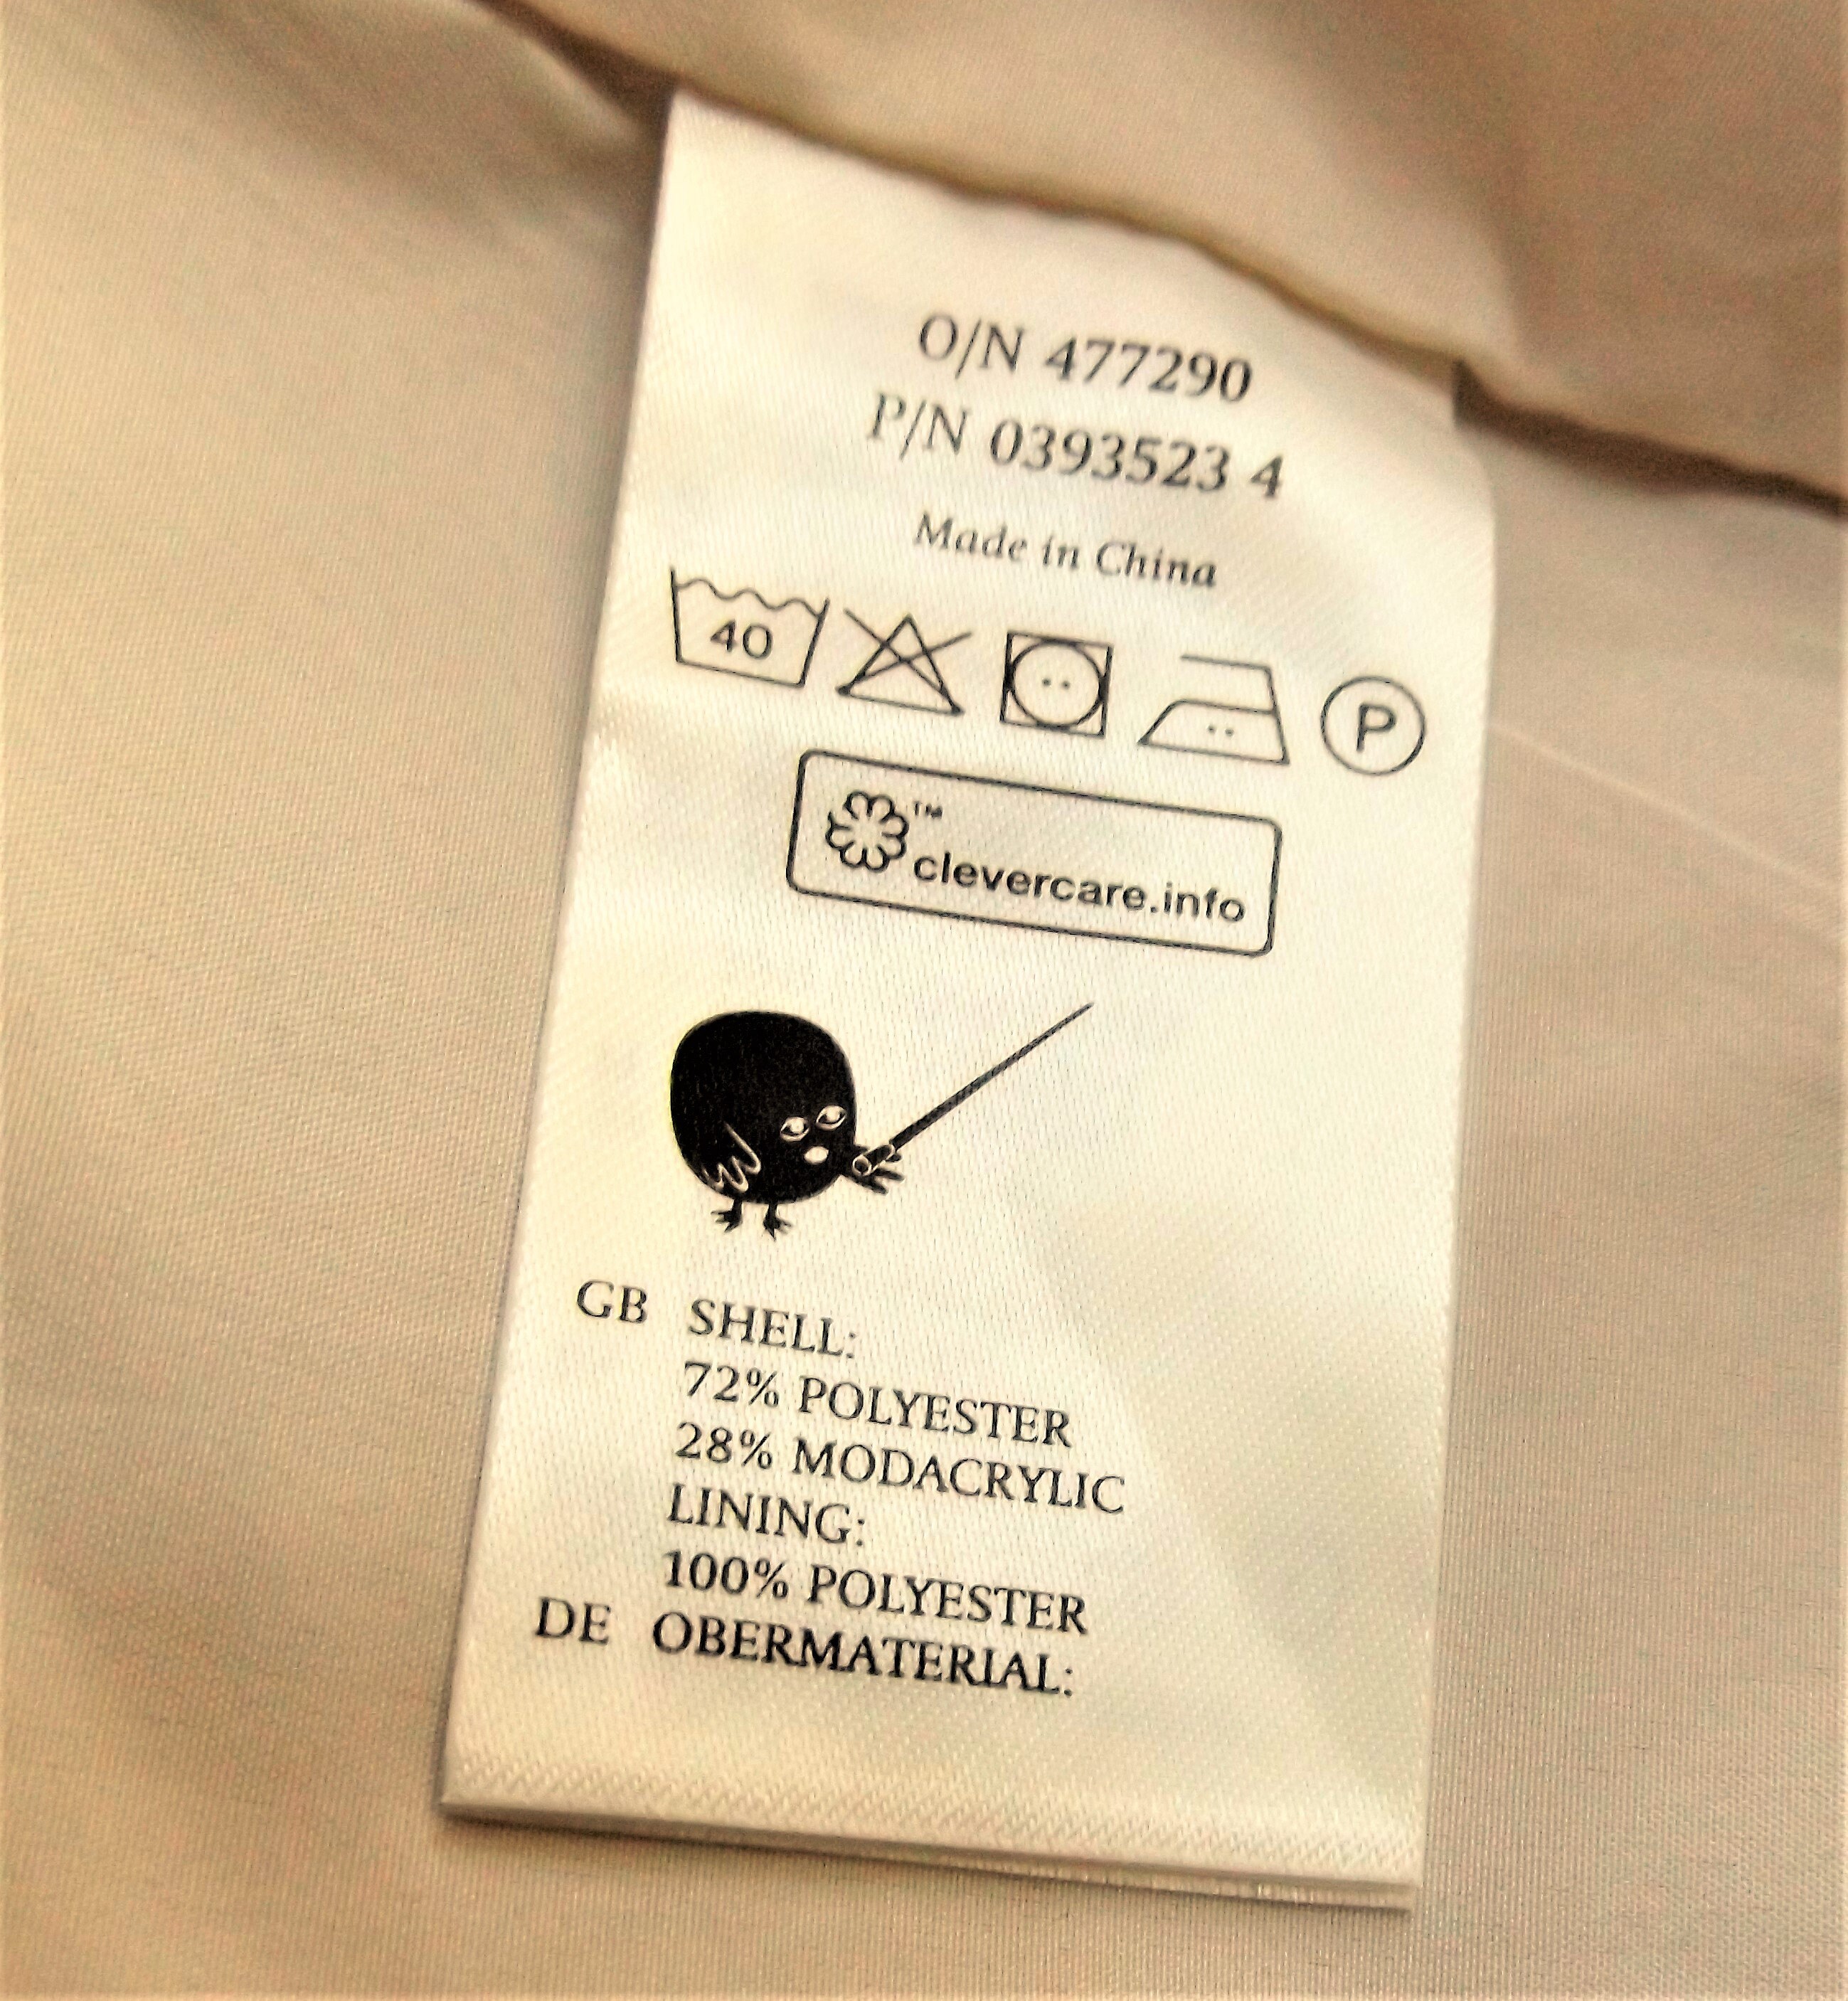 O/N 477290
P/N 0393523 4
Made in China
40
P
™
clevercare.info
GB SHELL:
72% POLYESTER
28% MODACRYLIC
LINING:
100% POLYESTER
DE OBERMATERIAL: